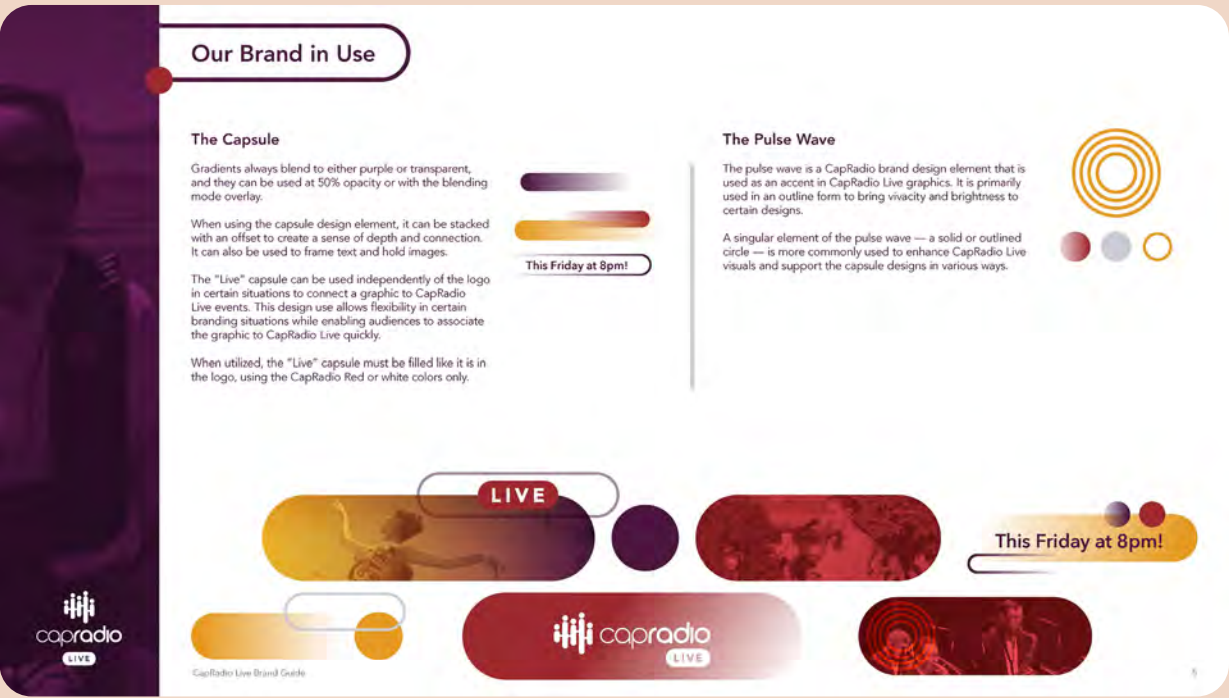 Our Brand in Use
The Capsule
Gradients always blend to either purple or transparent,
and they can be used at 50% opacity or with the blending
mode overlay.
When using the capsule design element, it can be stacked
with an offset to create a sense of depth and connection.
It can also be used to frame text and hold images.
The "Live" capsule can be used independently of the logo
in certain situations to connect a graphic to CapRadio
Live events. This design use allows flexibility in certain
branding situations while enabling audiences to associate
the graphic to CapRadio Live quickly.
When utilized, the "Live" capsule must be filled like it is in
the logo, using the CapRadio Red or white colors only.
This Friday at 8pm!
The Pulse Wave
The pulse wave is a CapRadio brand design element that is
used as an accent in CapRadio Live graphics. It is primarily
used in an outline form to bring vivacity and brightness to
certain designs.
A singular element of the pulse wave — a solid or outlined
circle — is more commonly used to enhance CapRadio Live
visuals and support the capsule designs in various ways.
LIVE
This Friday at 8pm!
capradio
LIVE
capradio
LIVE
CapRadio Live Brand Guide